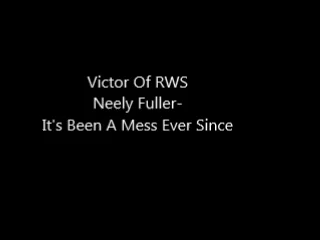 Victor Of RWS
Neely Fuller-
It's Been A Mess Ever Since